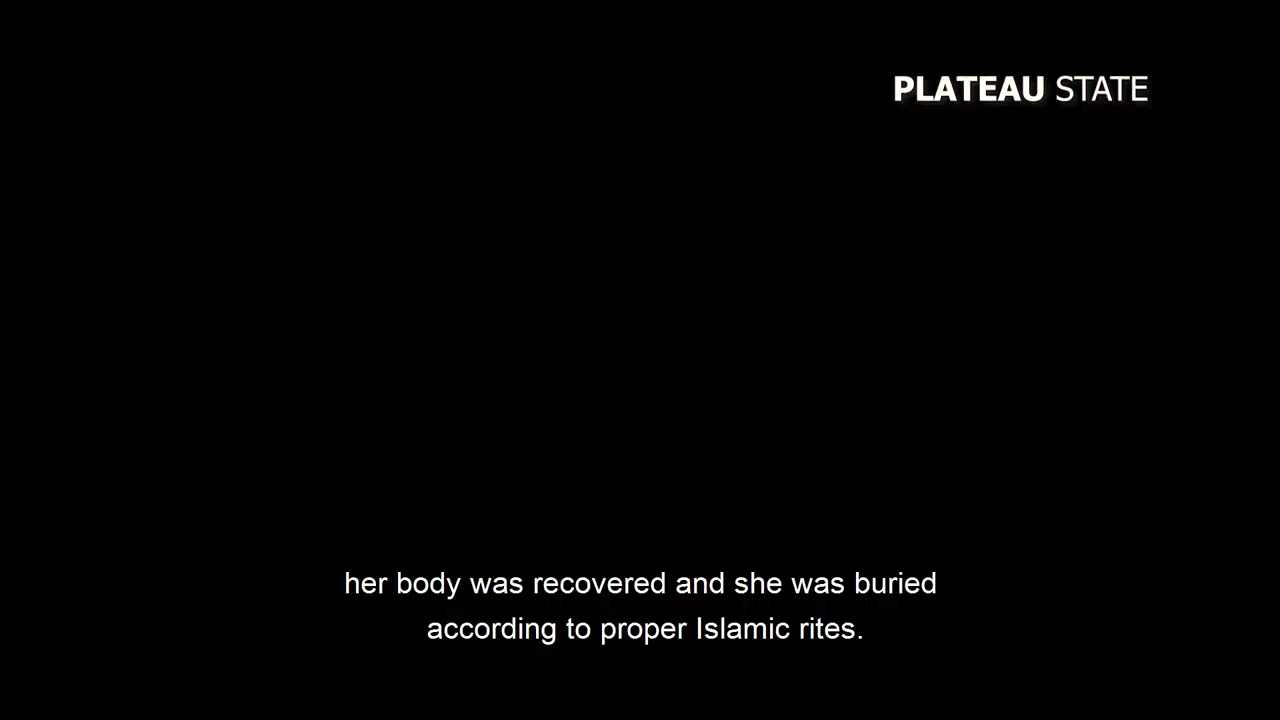 PLATEAU STATE
her body was recovered and she was buried
according to proper Islamic rites.